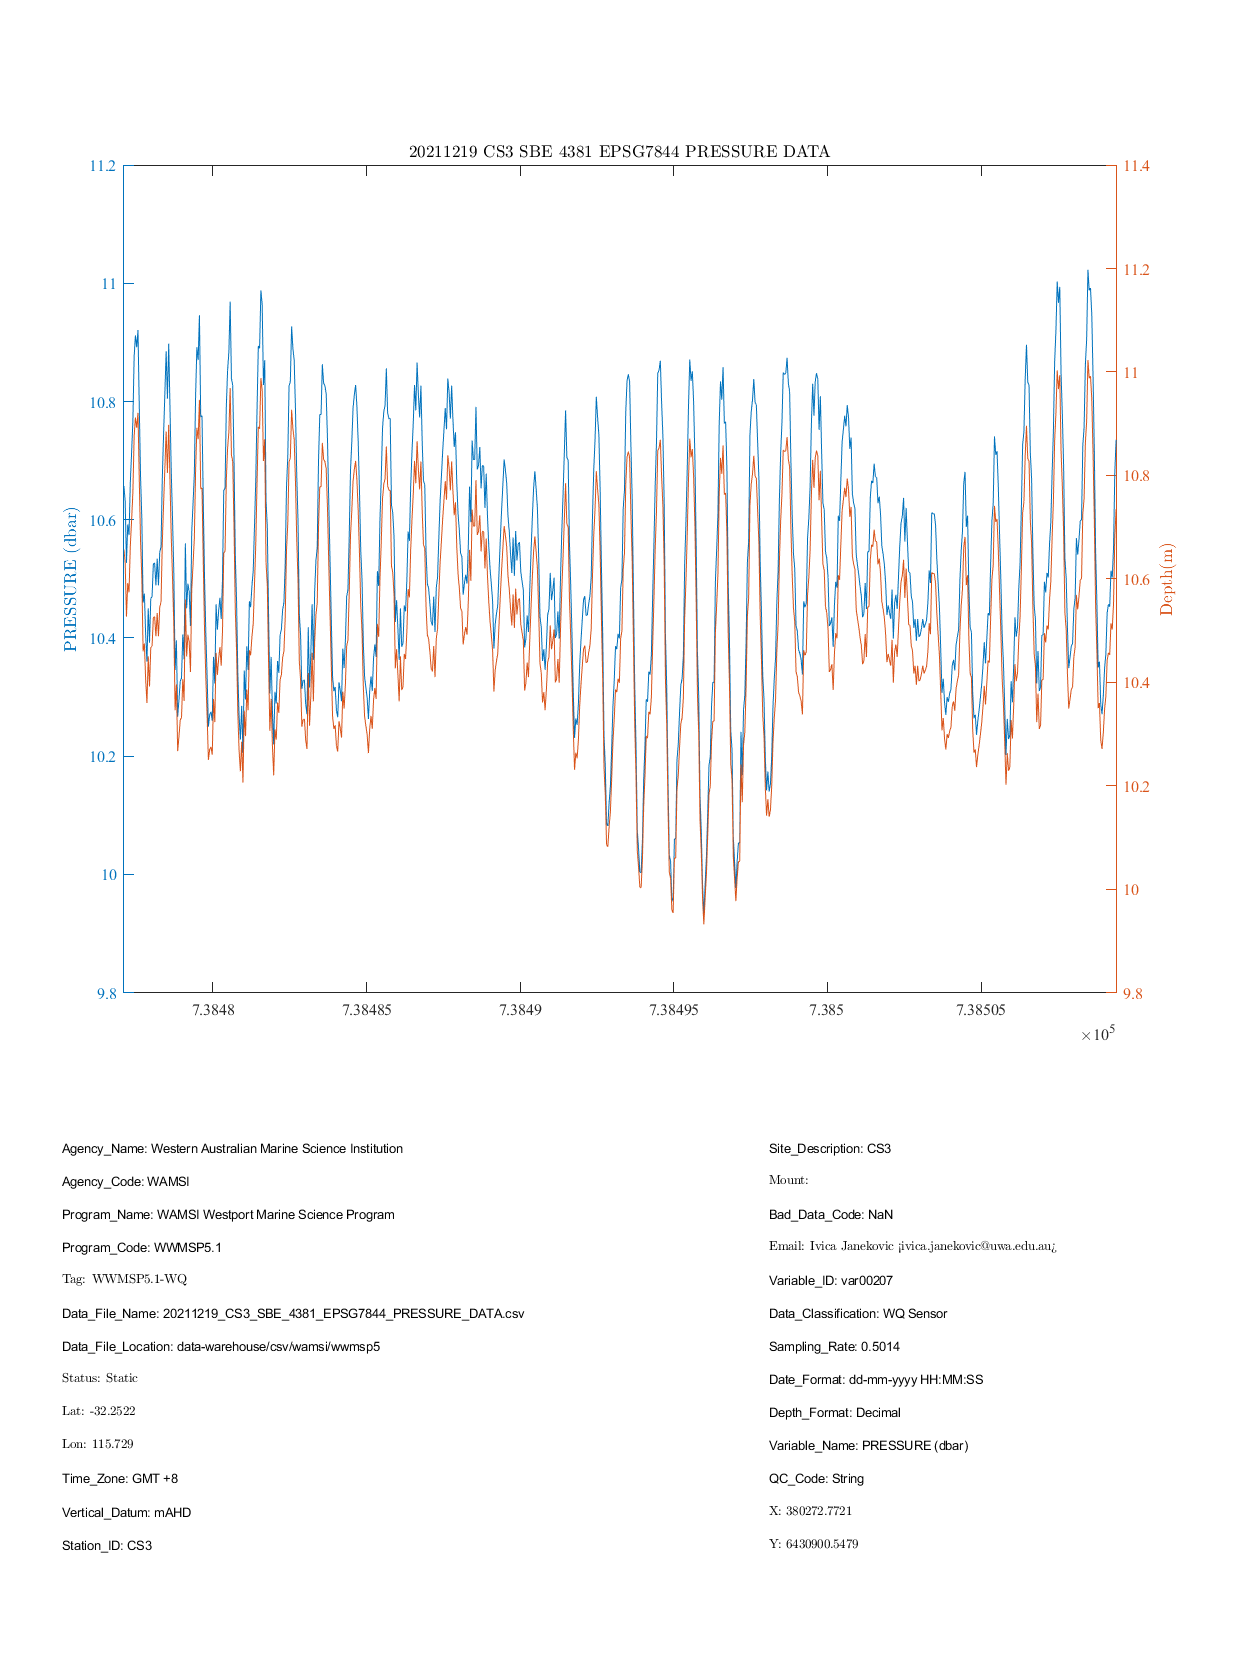 20211219 CS3 SBE 4381 EPSG7844 PRESSURE DATA
11.2
11
10.8
10.6
10.4
10.2
10
9.8
PRESSURE (dbar)
11.4
11.2
11
10.8
10.6
10.4
10.2
10
9.8
Depth(m)
7.3848 7.38485 7.3849 7.38495 7.385 7.38505
×10^5
Agency_Name: Western Australian Marine Science Institution
Agency_Code: WAMSI
Program_Name: WAMSI Westport Marine Science Program
Program_Code: WWMSP5.1
Tag: WWMSP5.1-WQ
Data_File_Name: 20211219_CS3_SBE_4381_EPSG7844_PRESSURE_DATA.csv
Data_File_Location: data-warehouse/csv/wamsi/wwmsp5
Status: Static
Lat: -32.2522
Lon: 115.729
Time_Zone: GMT +8
Vertical_Datum: mAHD
Station_ID: CS3
Site_Description: CS3
Mount:
Bad_Data_Code: NaN
Email: Ivica Janekovic ¡ivica.janekovic@uwa.edu.au¿
Variable_ID: var00207
Data_Classification: WQ Sensor
Sampling_Rate: 0.5014
Date_Format: dd-mm-yyyy HH:MM:SS
Depth_Format: Decimal
Variable_Name: PRESSURE (dbar)
QC_Code: String
X: 380272.7721
Y: 6430900.5479